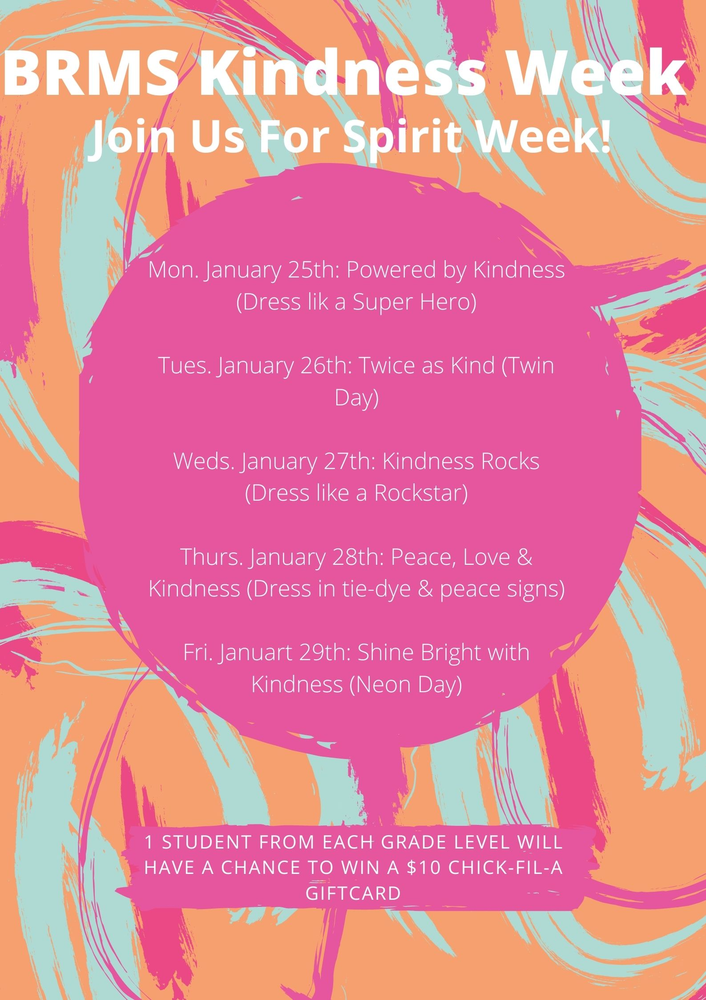 BRMS Kindness Week
Join Us For Spirit Week!
Mon. January 25th: Powered by Kindness
(Dress lik a Super Hero)
Tues. January 26th: Twice as Kind (Twin
Day)
Weds. January 27th: Kindness Rocks
(Dress like a Rockstar)
Thurs. January 28th: Peace, Love &
Kindness (Dress in tie-dye & peace signs)
Fri. Januart 29th: Shine Bright with
Kindness (Neon Day)
1 STUDENT FROM EACH GRADE LEVEL WILL
HAVE A CHANCE TO WIN A $10 CHICK-FIL-A
GIFTCARD